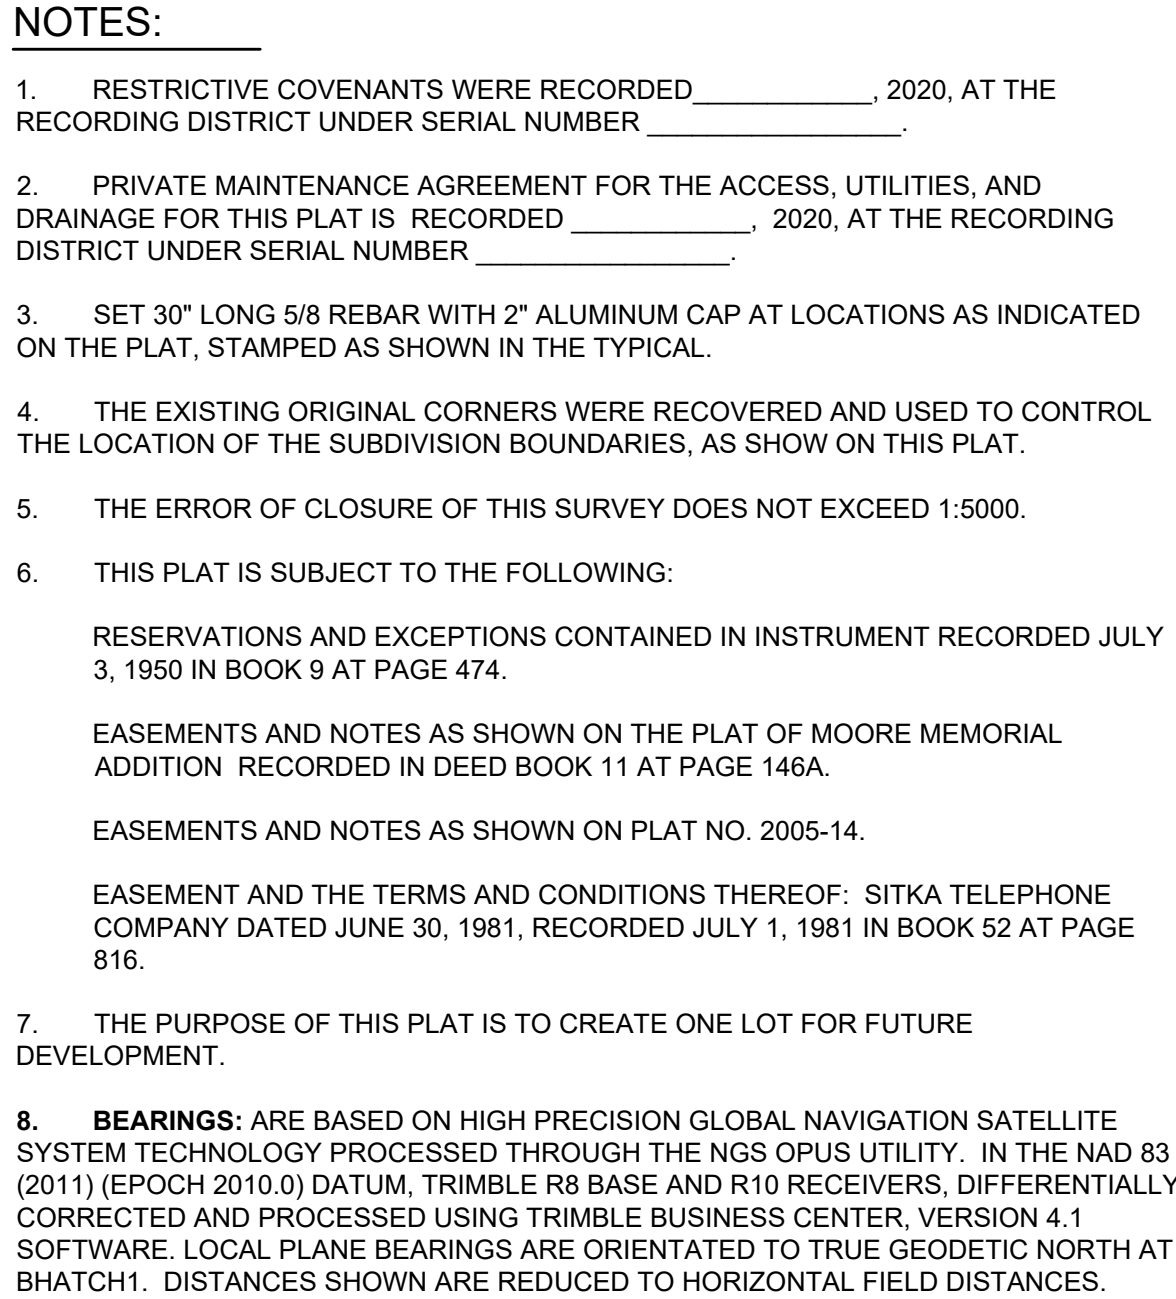 NOTES:
1. RESTRICTIVE COVENANTS WERE RECORDED____________, 2020, AT THE
RECORDING DISTRICT UNDER SERIAL NUMBER _________________.
2. PRIVATE MAINTENANCE AGREEMENT FOR THE ACCESS, UTILITIES, AND
DRAINAGE FOR THIS PLAT IS RECORDED ____________, 2020, AT THE RECORDING
DISTRICT UNDER SERIAL NUMBER _________________.
3. SET 30" LONG 5/8 REBAR WITH 2" ALUMINUM CAP AT LOCATIONS AS INDICATED
ON THE PLAT, STAMPED AS SHOWN IN THE TYPICAL.
4. THE EXISTING ORIGINAL CORNERS WERE RECOVERED AND USED TO CONTROL
THE LOCATION OF THE SUBDIVISION BOUNDARIES, AS SHOW ON THIS PLAT.
5. THE ERROR OF CLOSURE OF THIS SURVEY DOES NOT EXCEED 1:5000.
6. THIS PLAT IS SUBJECT TO THE FOLLOWING:
RESERVATIONS AND EXCEPTIONS CONTAINED IN INSTRUMENT RECORDED JULY
3, 1950 IN BOOK 9 AT PAGE 474.
EASEMENTS AND NOTES AS SHOWN ON THE PLAT OF MOORE MEMORIAL
ADDITION RECORDED IN DEED BOOK 11 AT PAGE 146A.
EASEMENTS AND NOTES AS SHOWN ON PLAT NO. 2005-14.
EASEMENT AND THE TERMS AND CONDITIONS THEREOF: SITKA TELEPHONE
COMPANY DATED JUNE 30, 1981, RECORDED JULY 1, 1981 IN BOOK 52 AT PAGE
816.
7. THE PURPOSE OF THIS PLAT IS TO CREATE ONE LOT FOR FUTURE
DEVELOPMENT.
8. BEARINGS: ARE BASED ON HIGH PRECISION GLOBAL NAVIGATION SATELLITE
SYSTEM TECHNOLOGY PROCESSED THROUGH THE NGS OPUS UTILITY. IN THE NAD 83
(2011) (EPOCH 2010.0) DATUM, TRIMBLE R8 BASE AND R10 RECEIVERS, DIFFERENTIALLY
CORRECTED AND PROCESSED USING TRIMBLE BUSINESS CENTER, VERSION 4.1
SOFTWARE. LOCAL PLANE BEARINGS ARE ORIENTATED TO TRUE GEODETIC NORTH AT
BHATCH1. DISTANCES SHOWN ARE REDUCED TO HORIZONTAL FIELD DISTANCES.